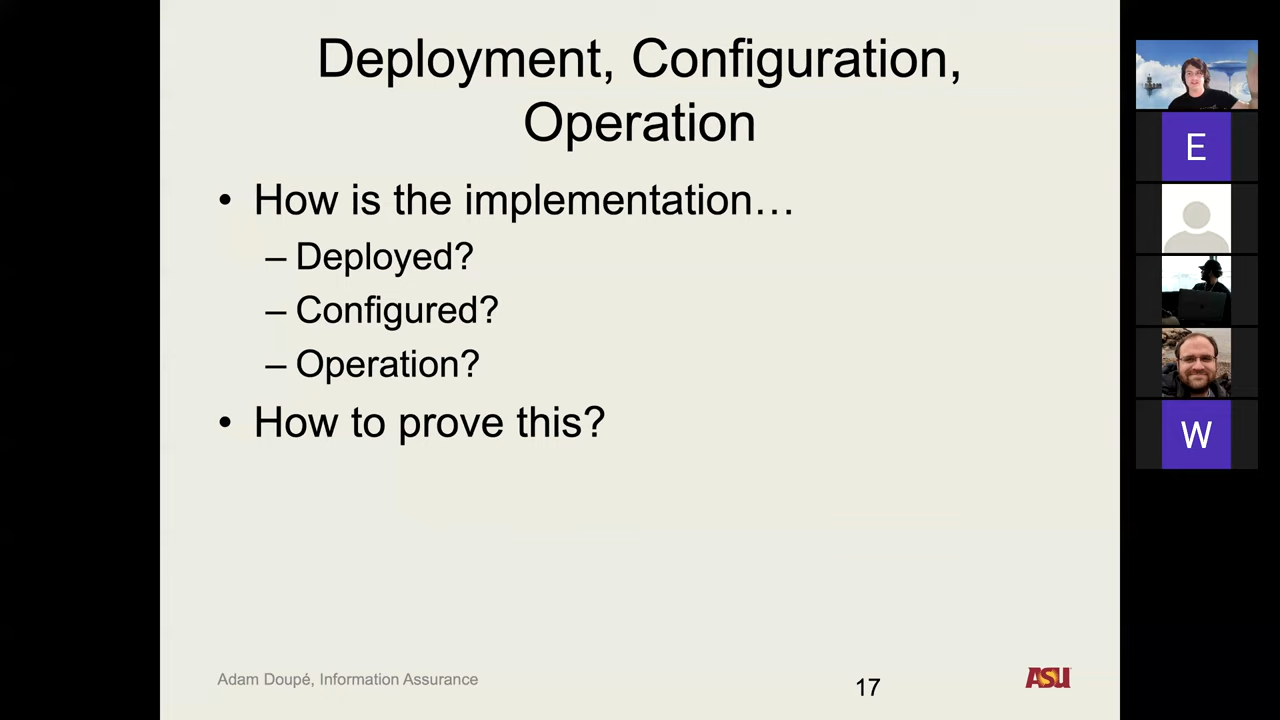 Deployment, Configuration,
Operation
• How is the implementation…
– Deployed?
– Configured?
– Operation?
• How to prove this?
Adam Doupé, Information Assurance
17
ASU
E
W